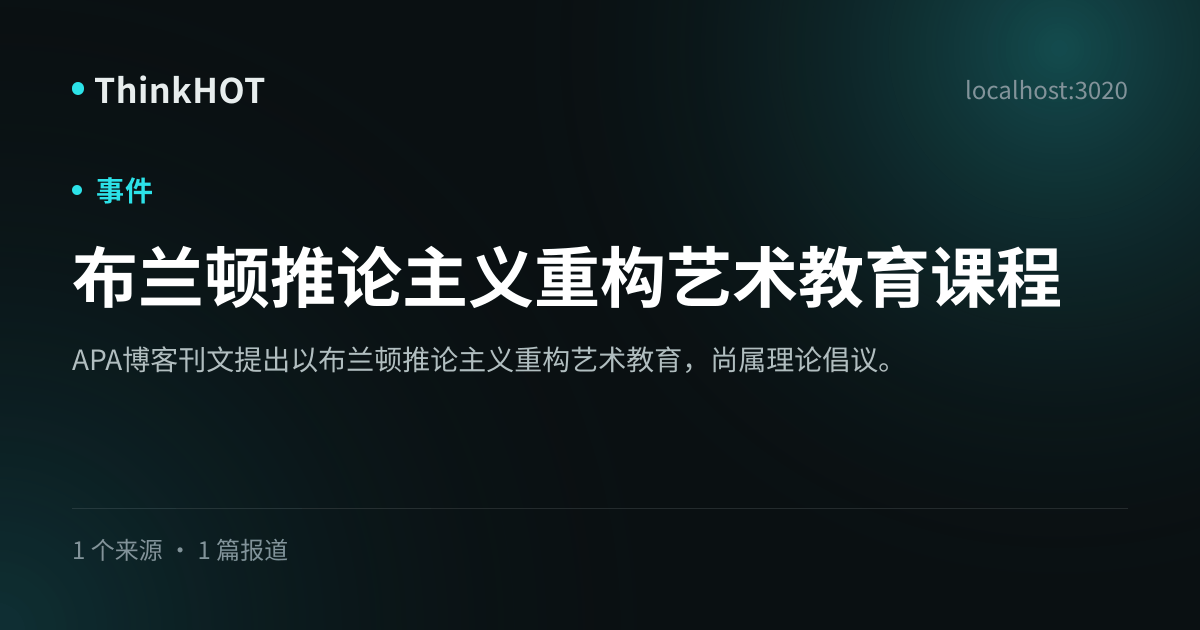 ThinkHOT
localhost:3020
事件
布兰顿推论主义重构艺术教育课程
APA博客刊文提出以布兰顿推论主义重构艺术教育，尚属理论倡议。
1 个来源 · 1 篇报道